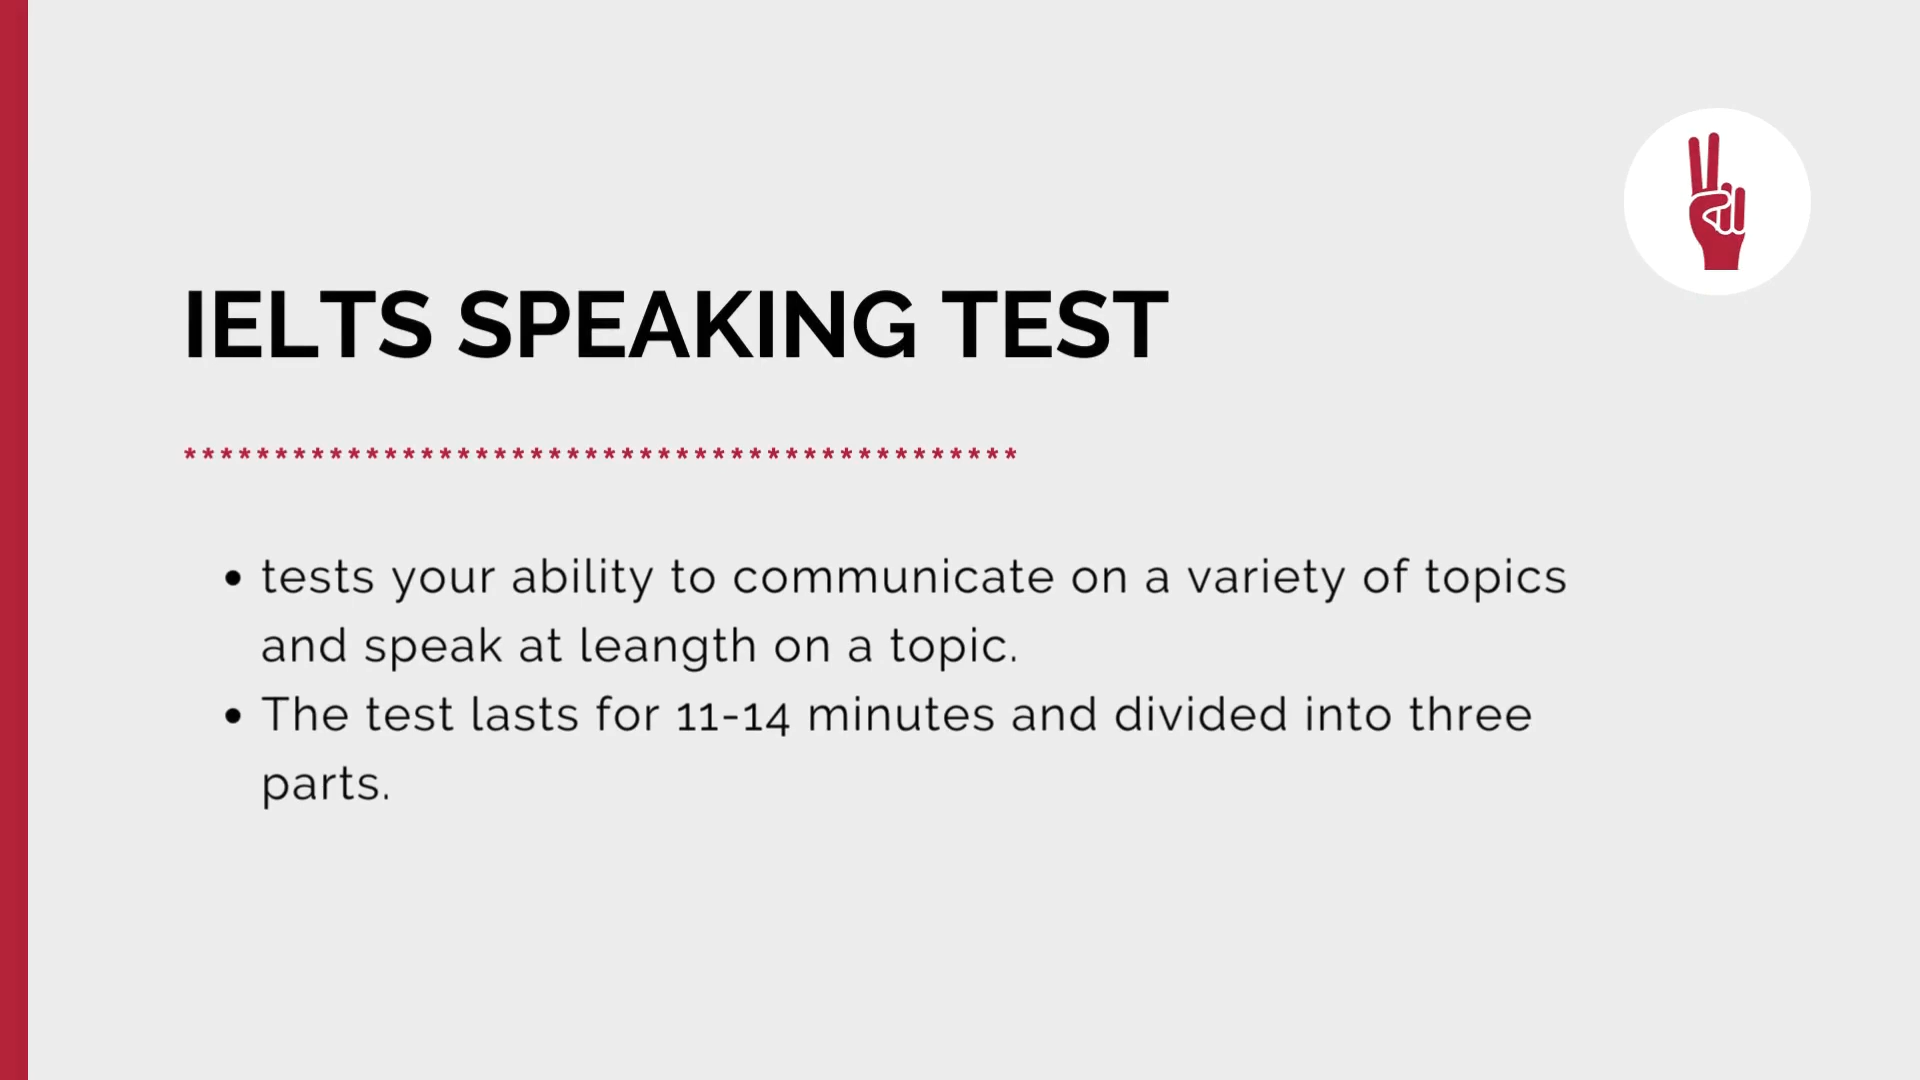 IELTS SPEAKING TEST
**********************************************
• tests your ability to communicate on a variety of topics
and speak at leangth on a topic.
• The test lasts for 11-14 minutes and divided into three
parts.